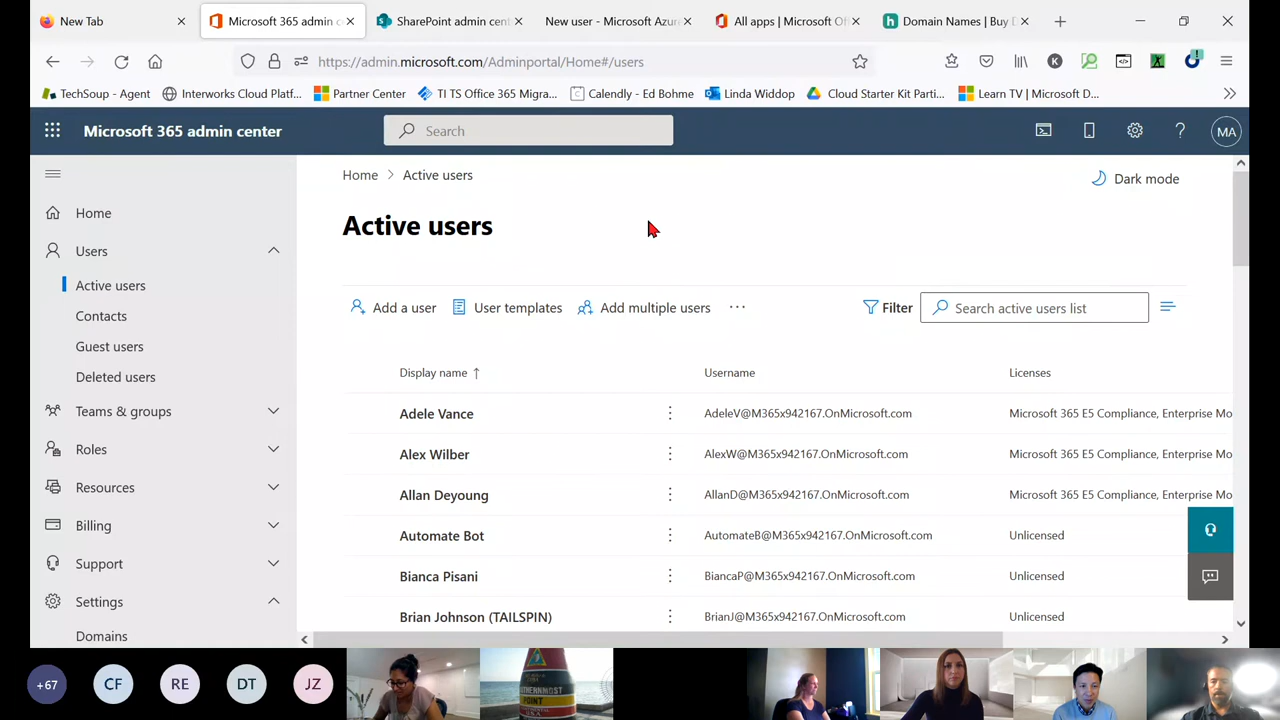 New Tab
Microsoft 365 admin c
SharePoint admin cent
New user - Microsoft Azur
All apps | Microsoft Of
Domain Names | Buy D
https://admin.microsoft.com/Adminportal/Home#/users
K
TechSoup - Agent
Interworks Cloud Platf...
Partner Center
TI TS Office 365 Migra...
Calendly - Ed Bohme
Linda Widdop
Cloud Starter Kit Parti...
Learn TV | Microsoft D...
Microsoft 365 admin center
Search
MA
Home
Users
Active users
Contacts
Guest users
Deleted users
Teams & groups
Roles
Resources
Billing
Support
Settings
Domains
Home > Active users
Dark mode
Active users
Add a user
User templates
Add multiple users
Filter
Search active users list
Display name ↑ Username Licenses
Adele Vance AdeleV@M365x942167.OnMicrosoft.com Microsoft 365 E5 Compliance, Enterprise Mo
Alex Wilber AlexW@M365x942167.OnMicrosoft.com Microsoft 365 E5 Compliance, Enterprise Mo
Allan Deyoung AllanD@M365x942167.OnMicrosoft.com Microsoft 365 E5 Compliance, Enterprise Mo
Automate Bot AutomateB@M365x942167.OnMicrosoft.com Unlicensed
Bianca Pisani BiancaP@M365x942167.OnMicrosoft.com Unlicensed
Brian Johnson (TAILSPIN) BrianJ@M365x942167.OnMicrosoft.com Unlicensed
+67
CF
RE
DT
JZ
SOUTHERNMOST
POINT